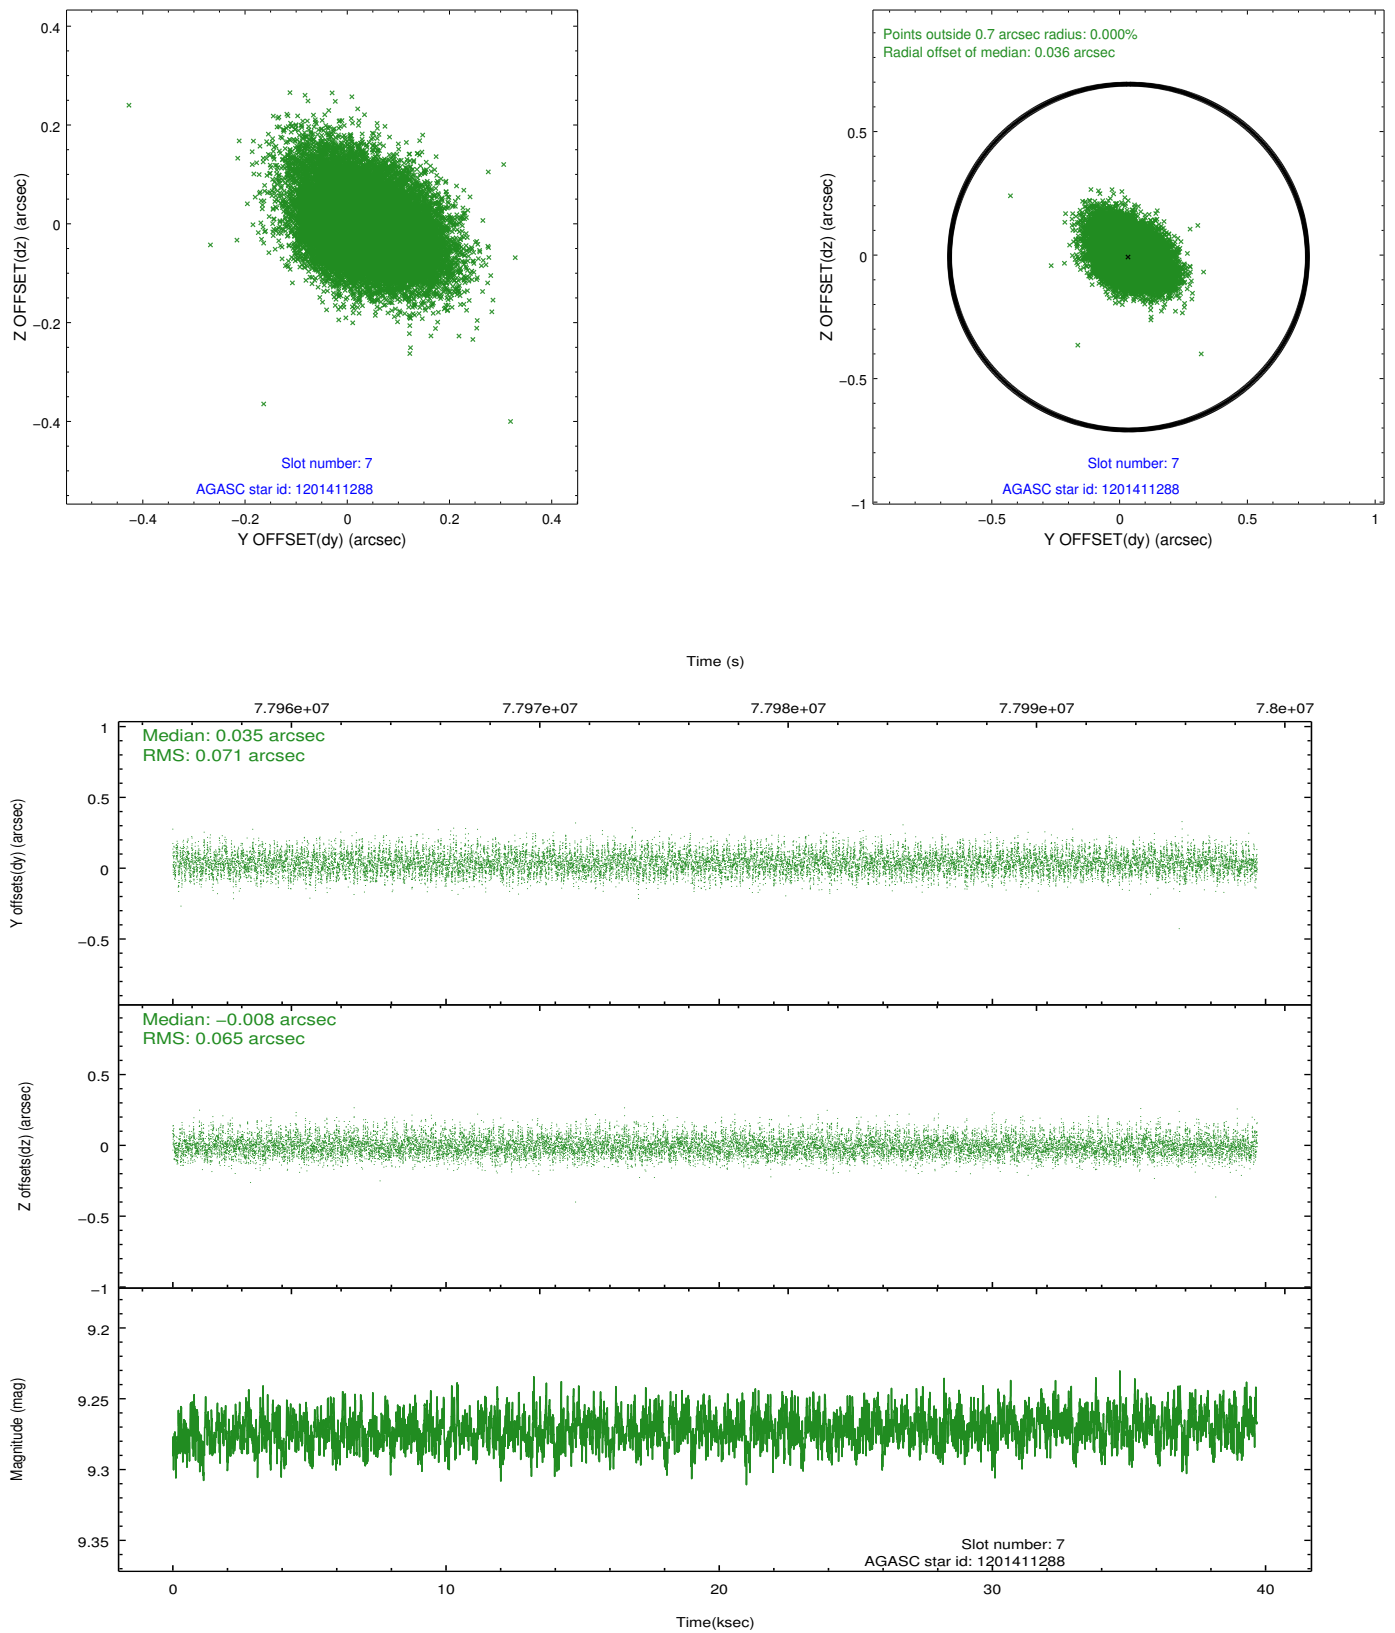 0.4
0.2
0
−0.2
−0.4
Z OFFSET(dz) (arcsec)
Slot number: 7
AGASC star id: 1201411288
−0.4 −0.2 0 0.2 0.4
Y OFFSET(dy) (arcsec)
Points outside 0.7 arcsec radius: 0.000%
Radial offset of median: 0.036 arcsec
0.5
0
−0.5
−1
Z OFFSET(dz) (arcsec)
Slot number: 7
AGASC star id: 1201411288
−0.5 0 0.5 1
Y OFFSET(dy) (arcsec)
Time (s)
7.796e+07 7.797e+07 7.798e+07 7.799e+07 7.8e+07
Median: 0.035 arcsec
RMS: 0.071 arcsec
1
0.5
0
−0.5
Y offsets(dy) (arcsec)
Median: −0.008 arcsec
RMS: 0.065 arcsec
0.5
0
−0.5
−1
Z offsets(dz) (arcsec)
9.2
9.25
9.3
9.35
Magnitude (mag)
Slot number: 7
AGASC star id: 1201411288
0 10 20 30 40
Time(ksec)